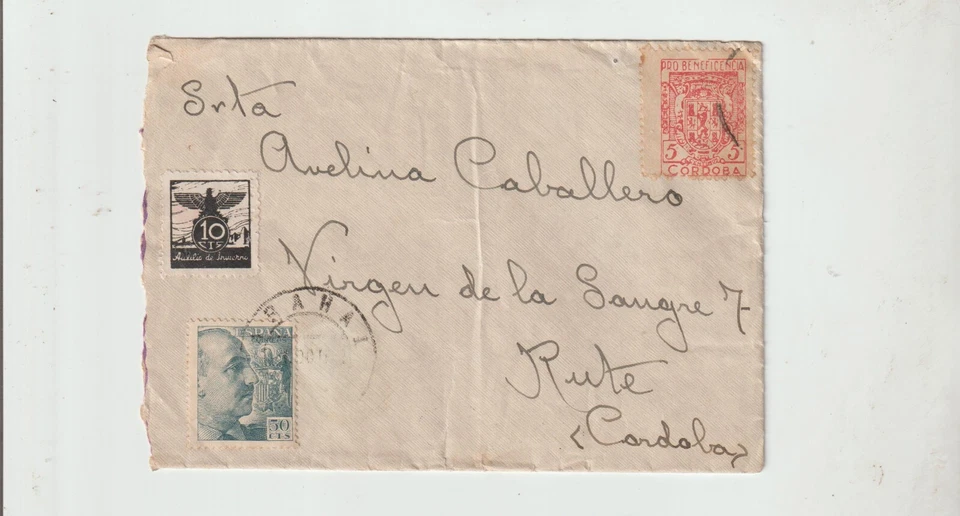 Srta
Avelina Caballero
Virgen de la Sangre 7
Rute
(Cordoba)
PRO BENEFICENCIA
5 5
CORDOBA
10
CTS
Auxilio de Invierno
ESPAÑA
CORREOS
50
CTS